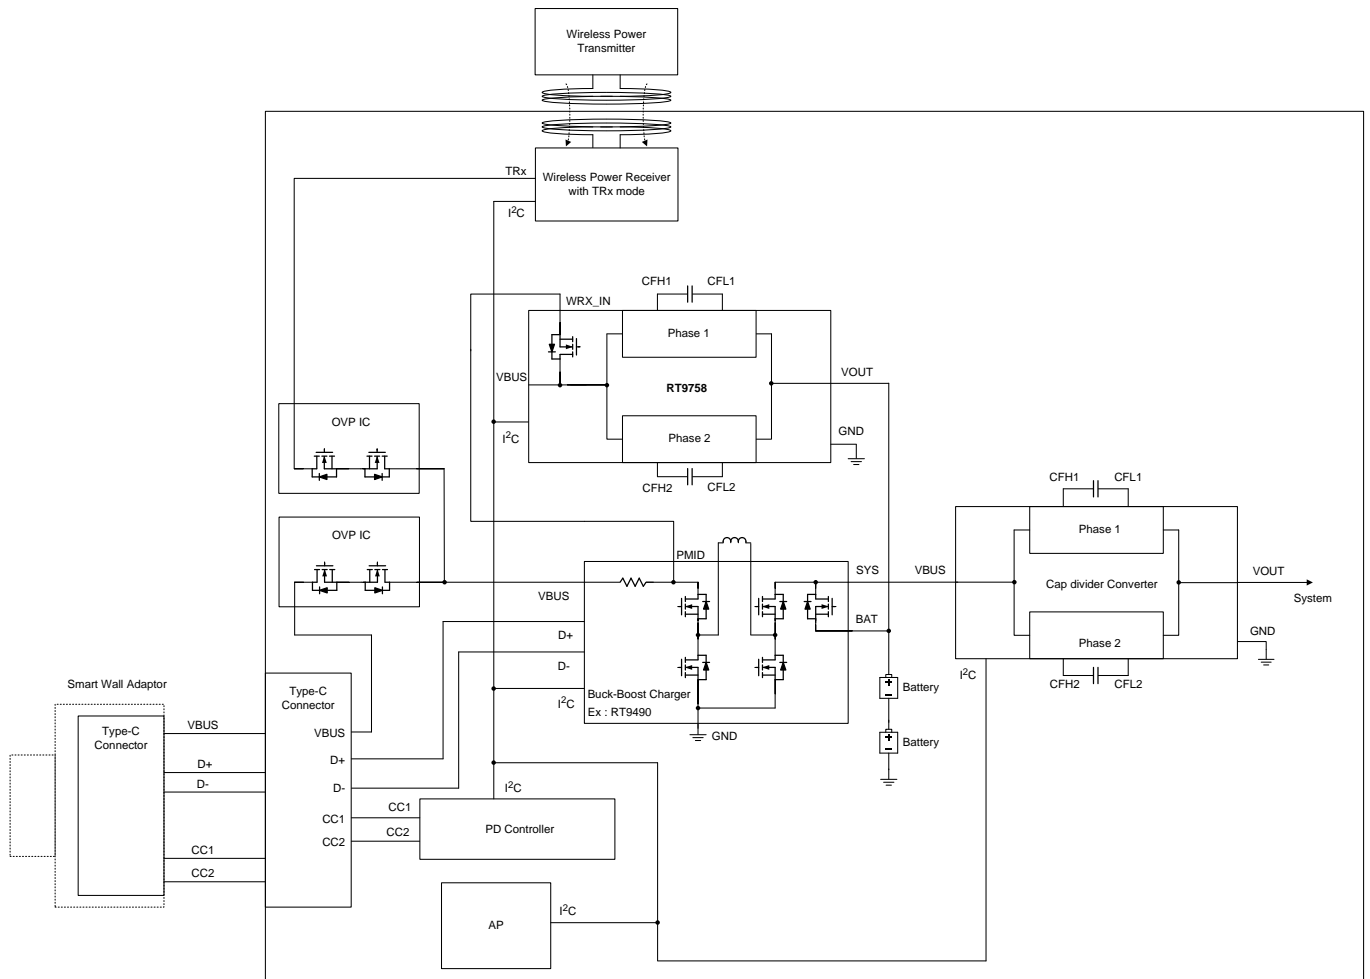 Wireless Power
Transmitter
TRx
Wireless Power Receiver
with TRx mode
I²C
CFH1
CFL1
WRX_IN
Phase 1
VBUS
RT9758
VOUT
Phase 2
I²C
GND
CFH2
CFL2
OVP IC
OVP IC
CFH1
CFL1
Phase 1
PMID
SYS
VBUS
Cap divider Converter
VOUT
System
VBUS
BAT
D+
D-
Phase 2
GND
I²C
CFH2
CFL2
I²C
Buck-Boost Charger
Ex : RT9490
GND
Battery
Battery
Smart Wall Adaptor
Type-C
Connector
VBUS
D+
D-
CC1
CC2
Type-C
Connector
VBUS
D+
D-
CC1
CC2
CC1
CC2
I²C
PD Controller
AP
I²C